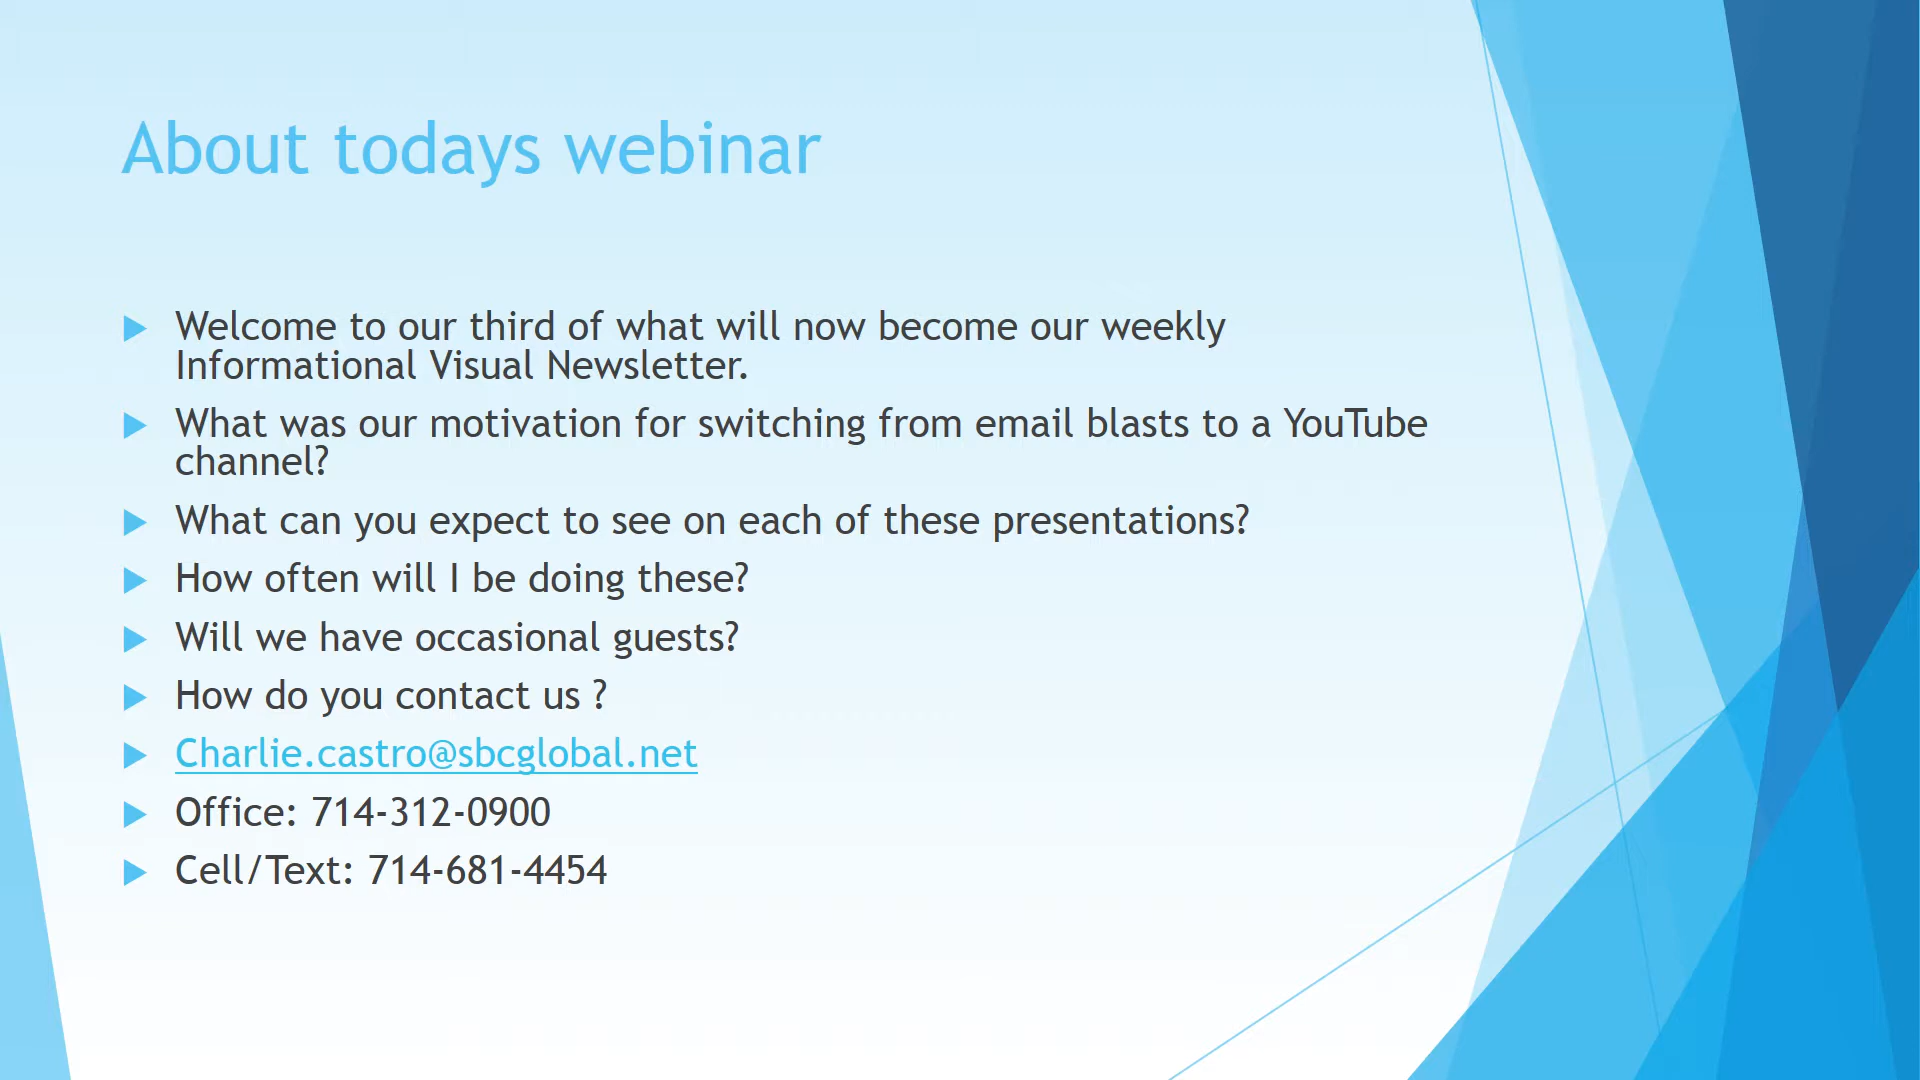 About todays webinar
Welcome to our third of what will now become our weekly
Informational Visual Newsletter.
What was our motivation for switching from email blasts to a YouTube
channel?
What can you expect to see on each of these presentations?
How often will I be doing these?
Will we have occasional guests?
How do you contact us ?
Charlie.castro@sbcglobal.net
Office: 714-312-0900
Cell/Text: 714-681-4454